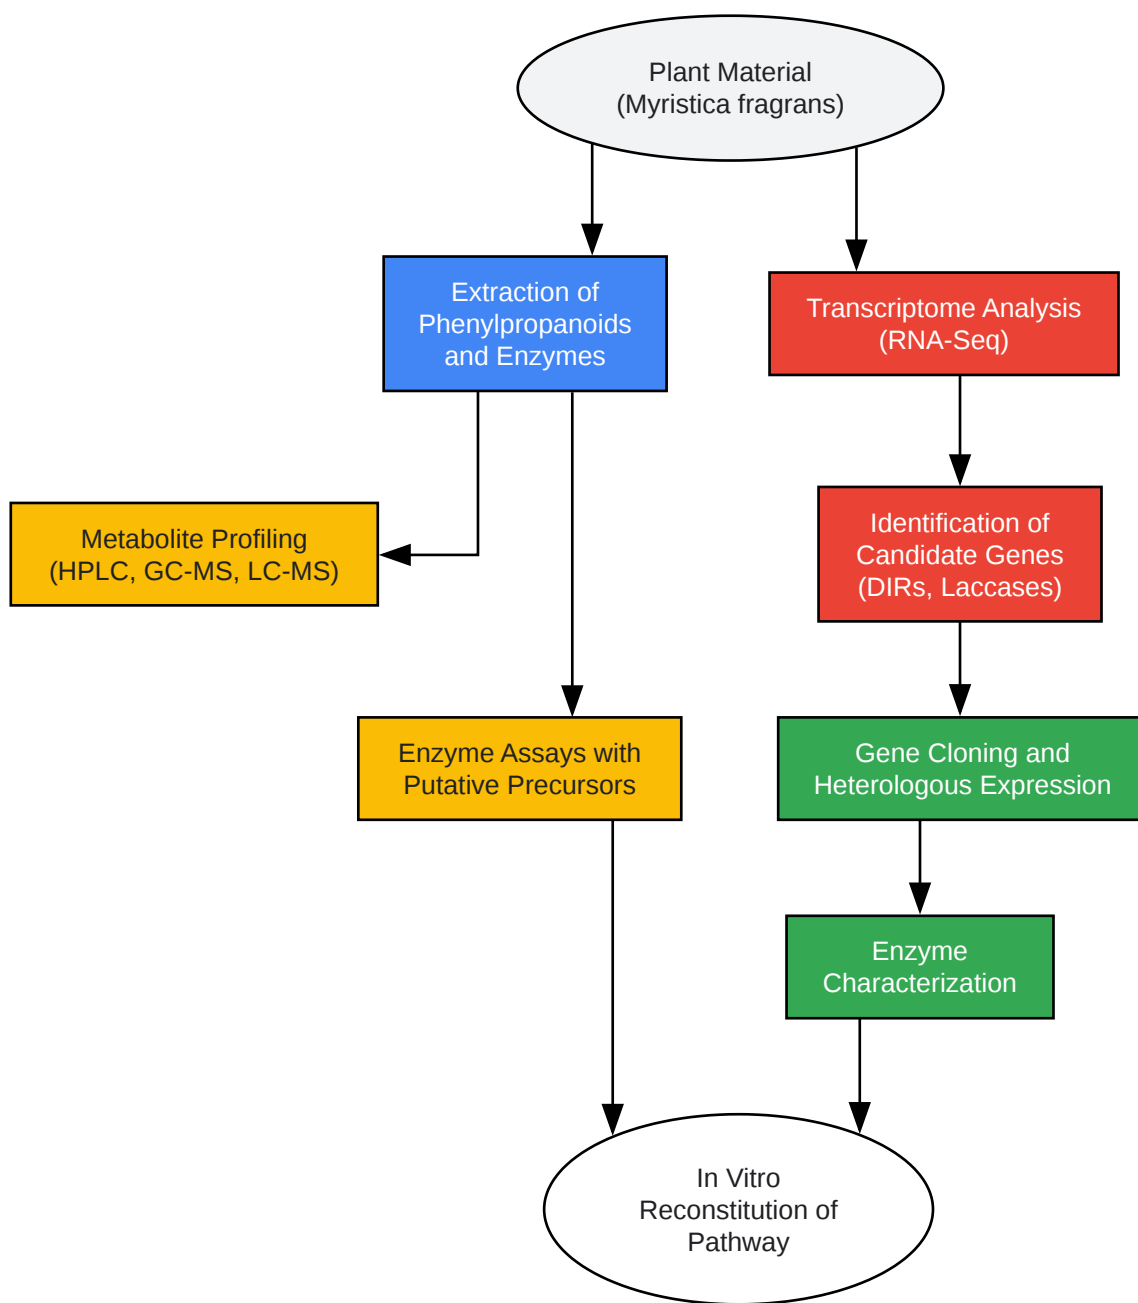 Plant Material
(Myristica fragrans)
Extraction of
Phenylpropanoids
and Enzymes
Transcriptome Analysis
(RNA-Seq)
Metabolite Profiling
(HPLC, GC-MS, LC-MS)
Identification of
Candidate Genes
(DIRs, Laccases)
Enzyme Assays with
Putative Precursors
Gene Cloning and
Heterologous Expression
Enzyme
Characterization
In Vitro
Reconstitution of
Pathway